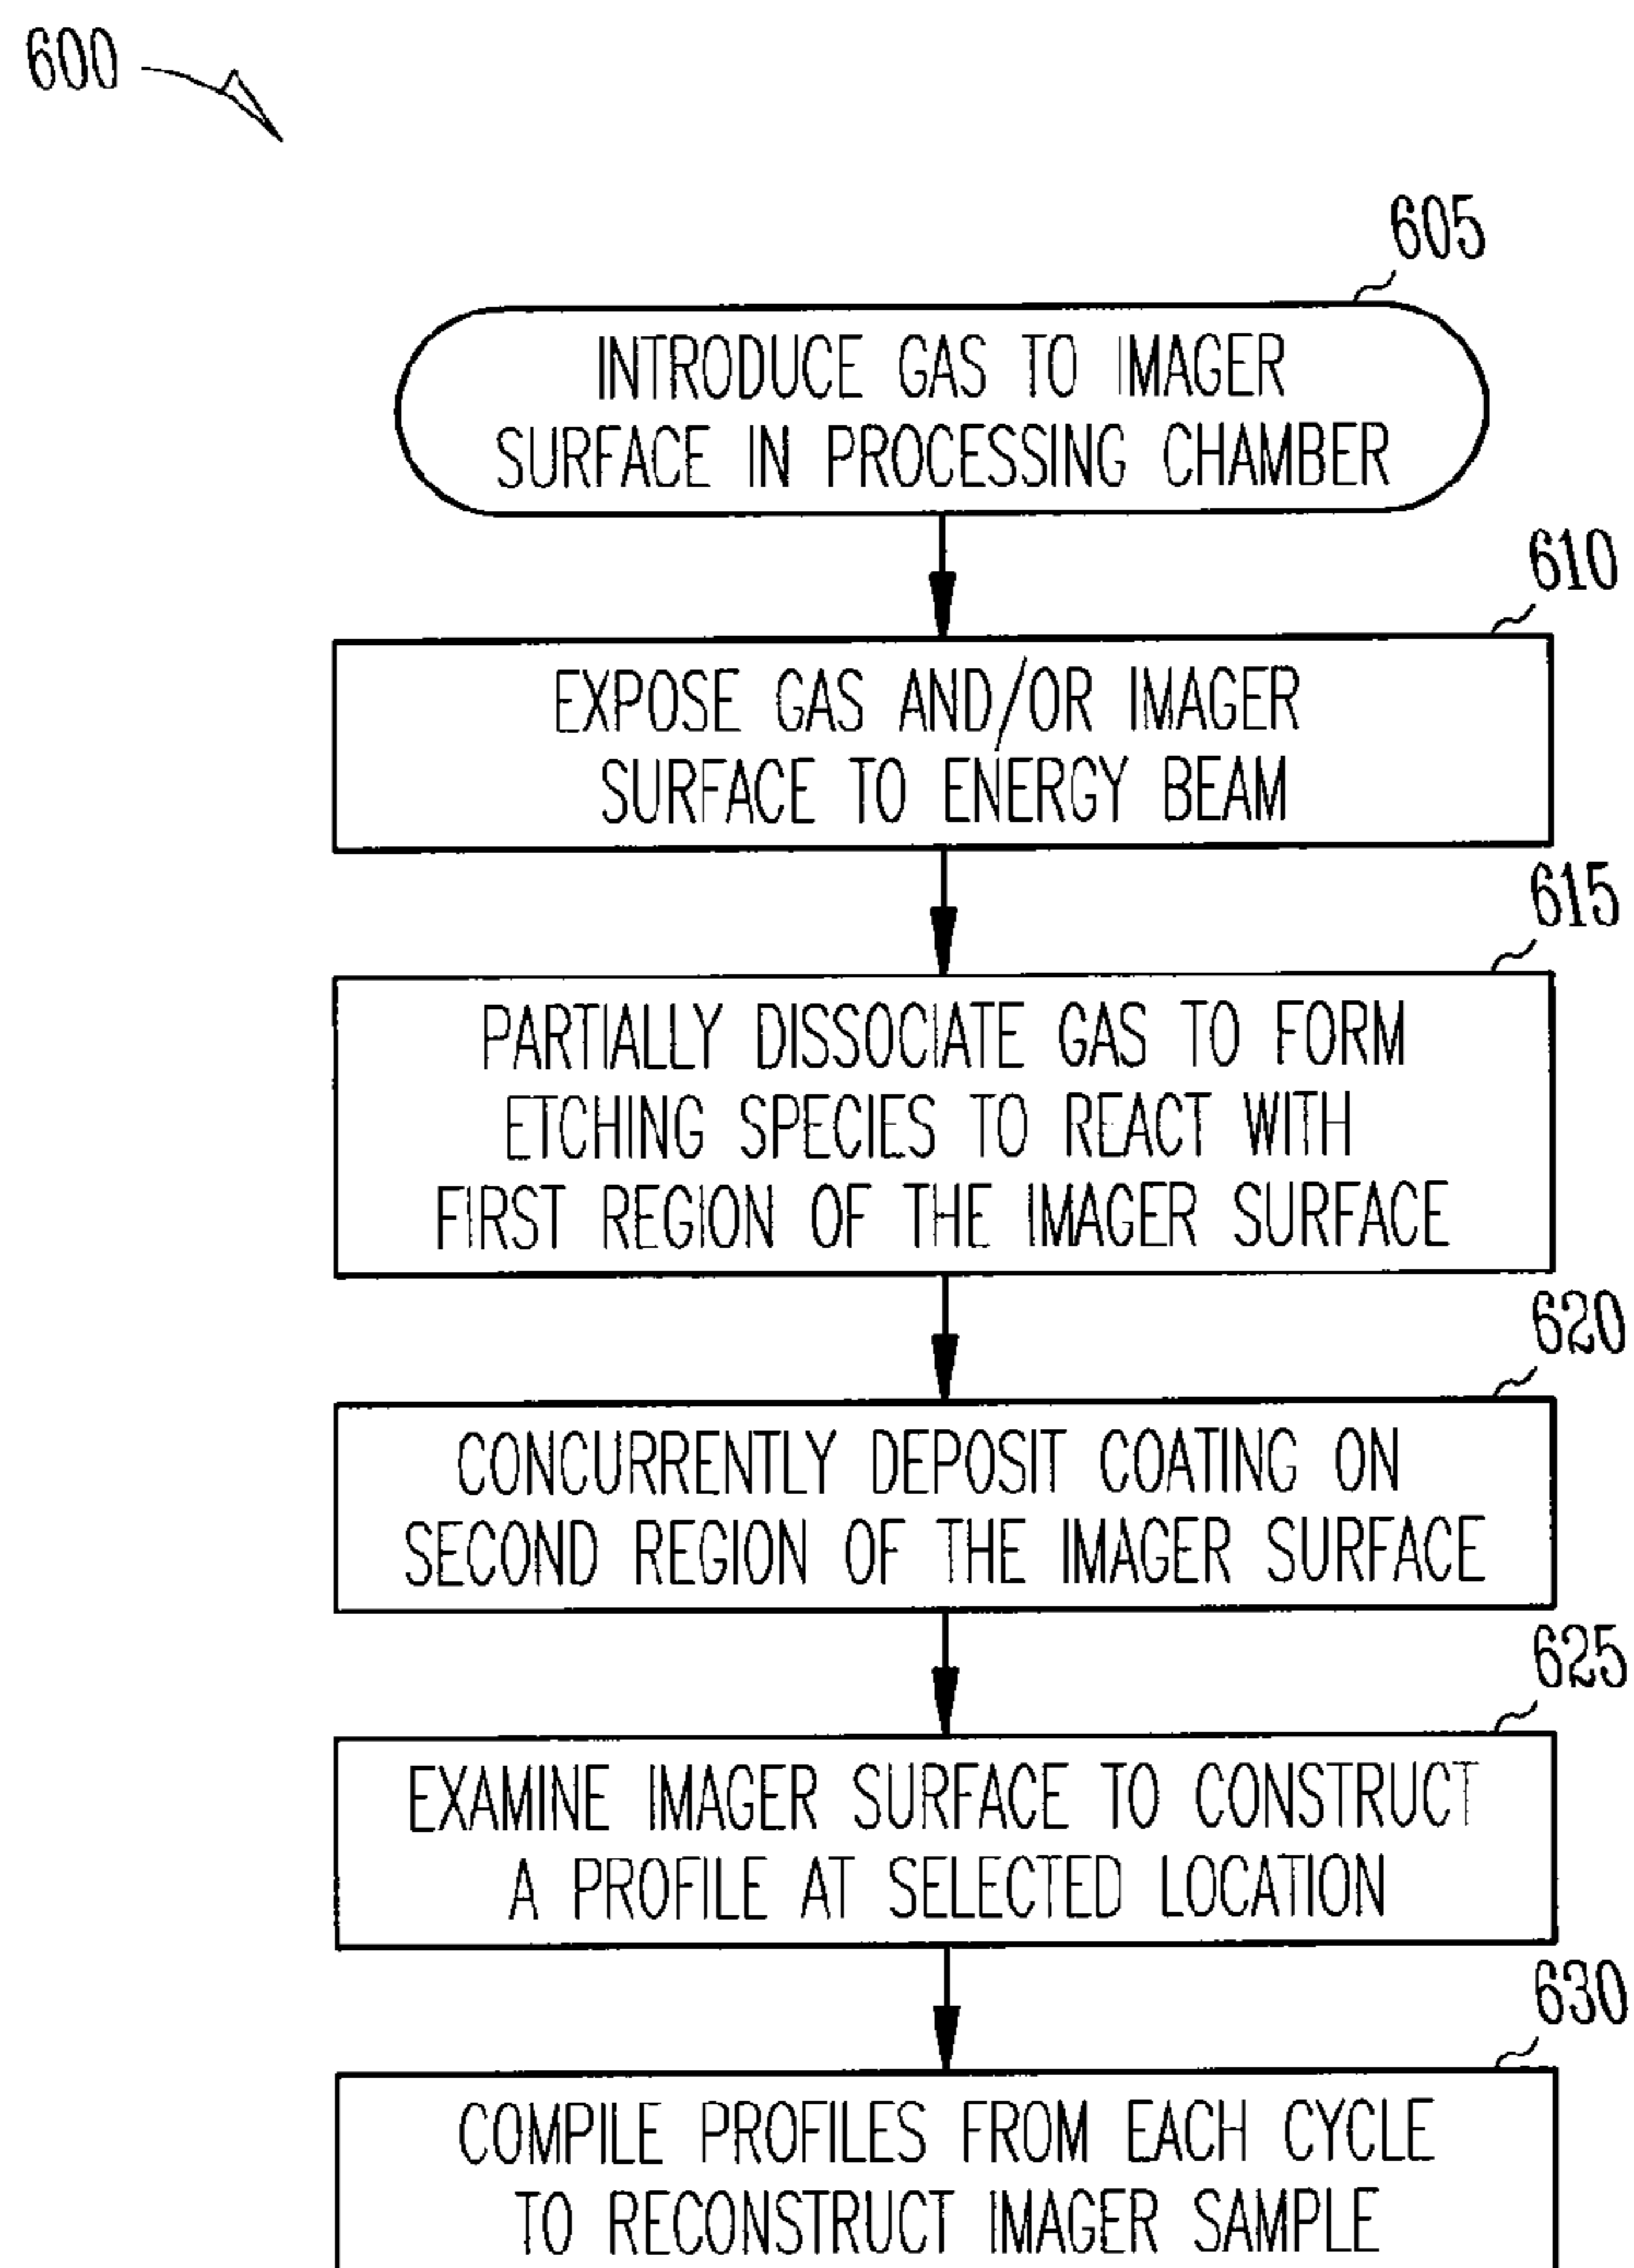 600
605
INTRODUCE GAS TO IMAGER
SURFACE IN PROCESSING CHAMBER
610
EXPOSE GAS AND/OR IMAGER
SURFACE TO ENERGY BEAM
615
PARTIALLY DISSOCIATE GAS TO FORM
ETCHING SPECIES TO REACT WITH
FIRST REGION OF THE IMAGER SURFACE
620
CONCURRENTLY DEPOSIT COATING ON
SECOND REGION OF THE IMAGER SURFACE
625
EXAMINE IMAGER SURFACE TO CONSTRUCT
A PROFILE AT SELECTED LOCATION
630
COMPILE PROFILES FROM EACH CYCLE
TO RECONSTRUCT IMAGER SAMPLE